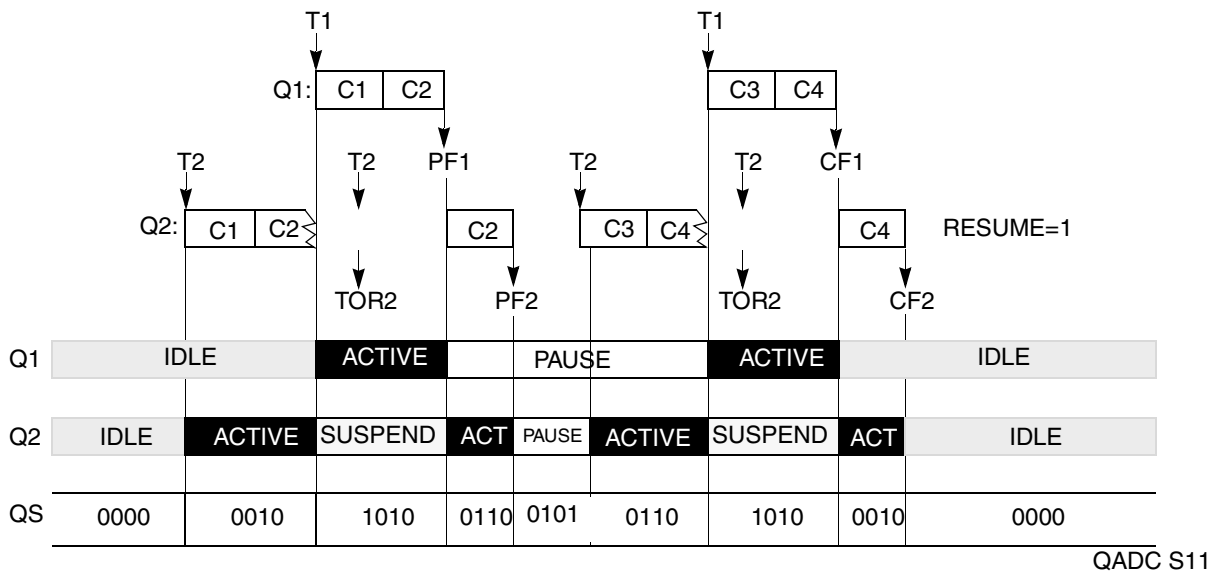 T1 T1
Q1: C1 C2 C3 C4
T2 T2 PF1 T2 T2 CF1
Q2: C1 C2 C2 C3 C4 C4 RESUME=1
TOR2 PF2 TOR2 CF2
Q1 IDLE ACTIVE PAUSE ACTIVE IDLE
Q2 IDLE ACTIVE SUSPEND ACT PAUSE ACTIVE SUSPEND ACT IDLE
QS 0000 0010 1010 0110 0101 0110 1010 0010 0000
QADC S11